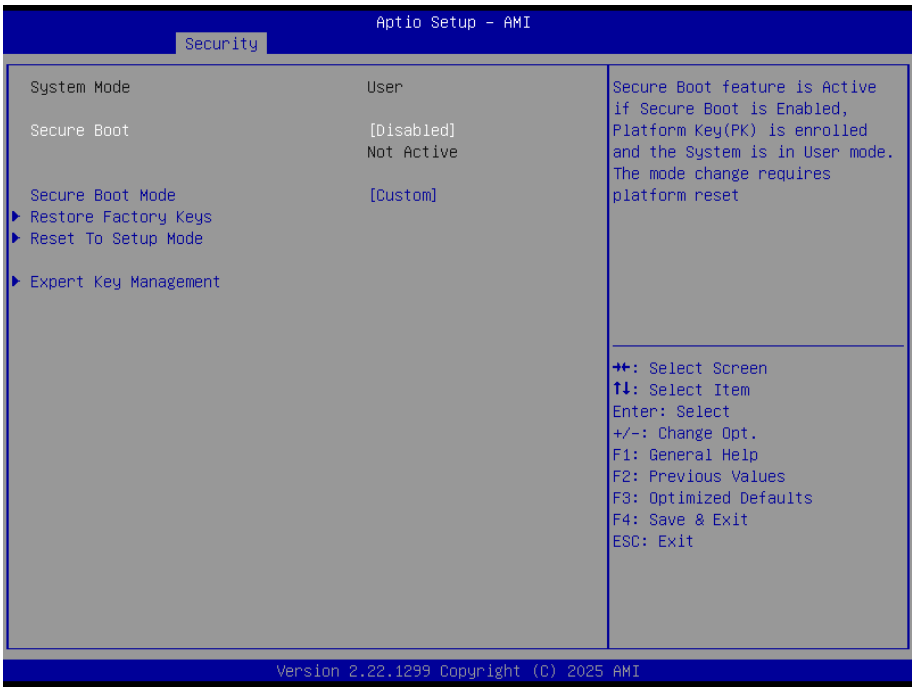 Aptio Setup – AMI
Security
System Mode User
Secure Boot [Disabled]
Not Active
Secure Boot Mode [Custom]
Restore Factory Keys
Reset To Setup Mode
Expert Key Management
Secure Boot feature is Active
if Secure Boot is Enabled,
Platform Key(PK) is enrolled
and the System is in User mode.
The mode change requires
platform reset
→←: Select Screen
↑↓: Select Item
Enter: Select
+/-: Change Opt.
F1: General Help
F2: Previous Values
F3: Optimized Defaults
F4: Save & Exit
ESC: Exit
Version 2.22.1299 Copyright (C) 2025 AMI